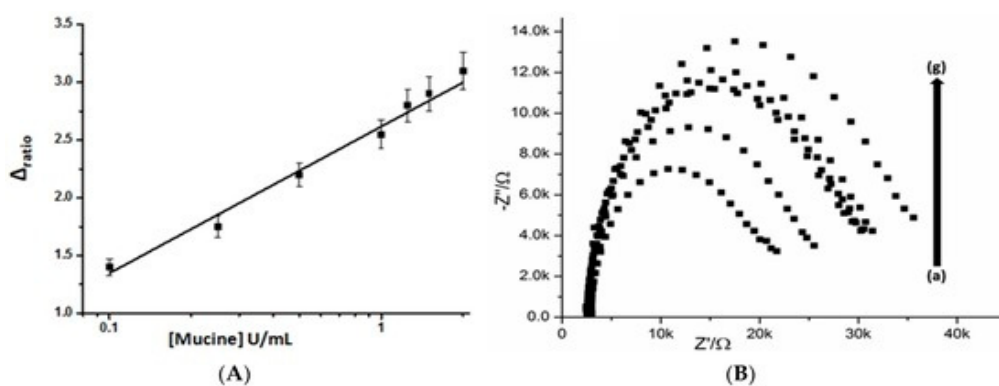 3.5
3.0
2.5
2.0
1.5
1.0
Δratio
0.1
1
[Mucine] U/mL
(A)
14.0k
12.0k
10.0k
8.0k
6.0k
4.0k
2.0k
0.0
-Z"/Ω
0
10k
20k
30k
40k
Z'/Ω
(g)
(a)
(B)